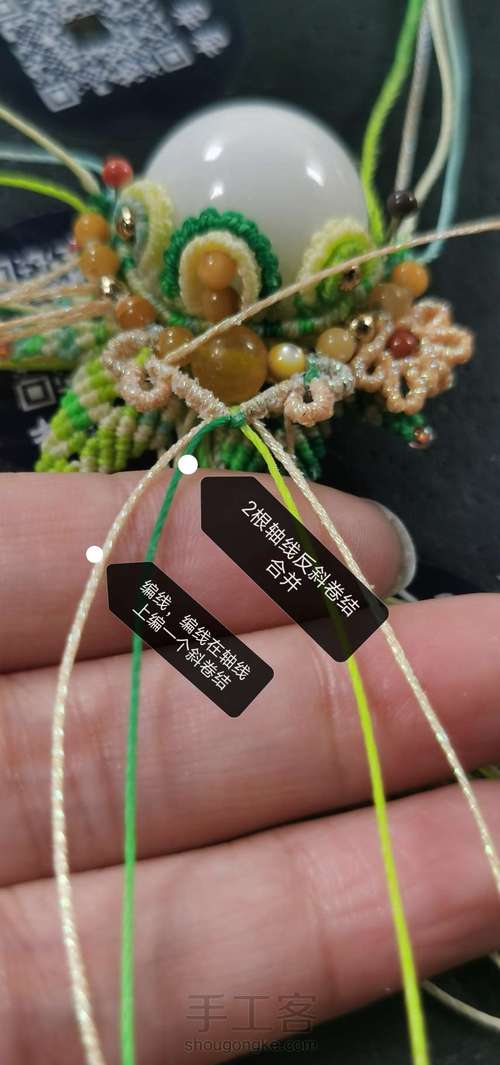 2根轴线反斜卷结
合并
编线，编线在轴线
上编一个斜卷结
手工客
shougongke.com